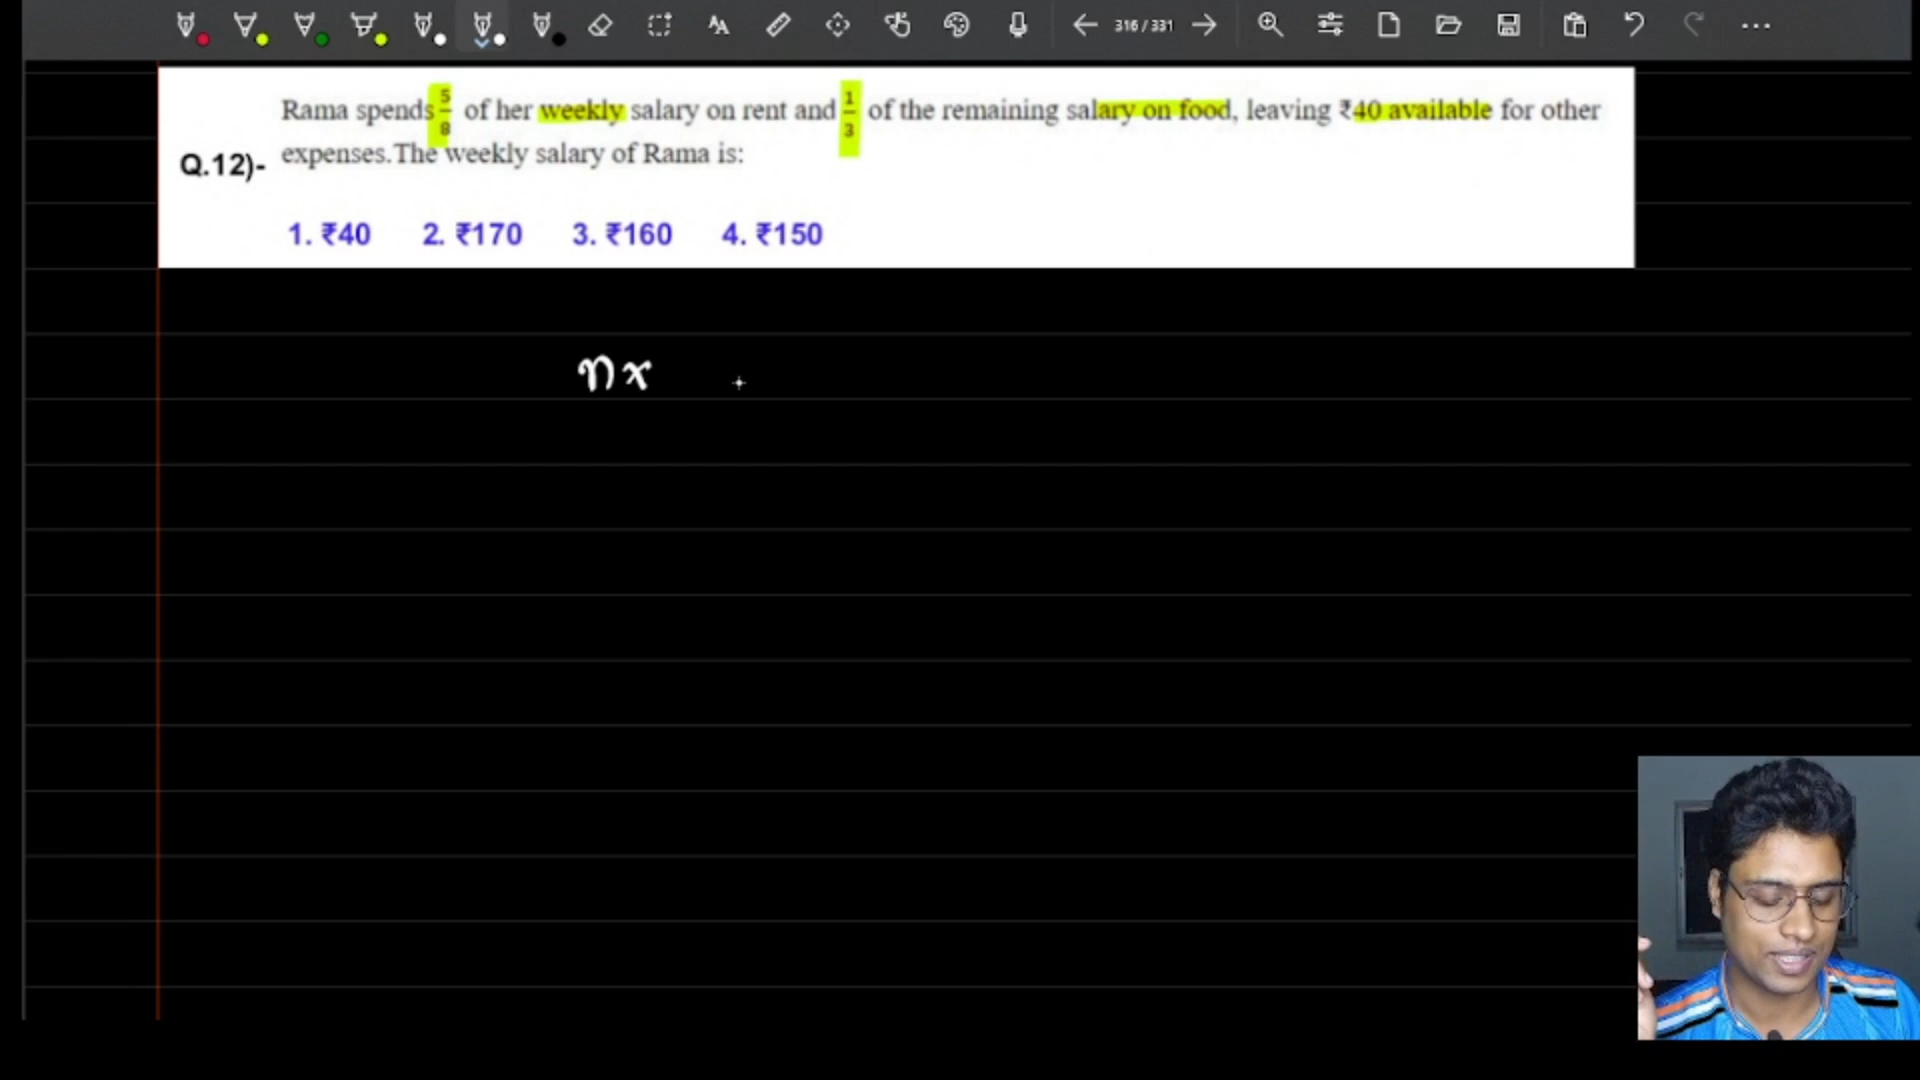 316 / 331
Rama spends 5/8 of her weekly salary on rent and 1/3 of the remaining salary on food, leaving ₹40 available for other
Q.12)- expenses.The weekly salary of Rama is:
1. ₹40 2. ₹170 3. ₹160 4. ₹150